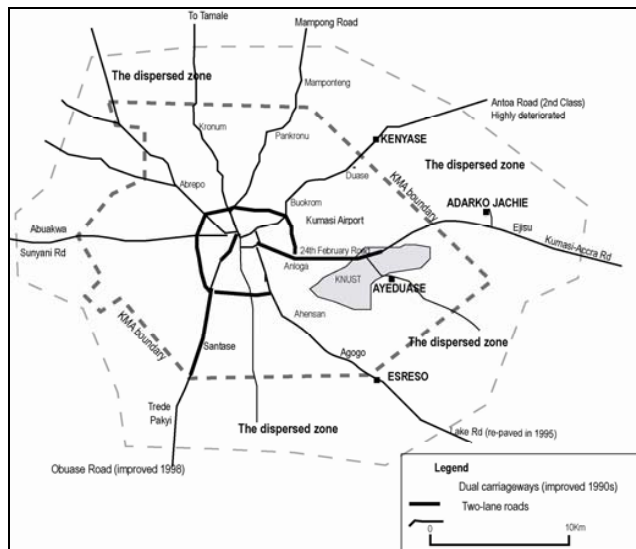 To Tamale
Mampong Road
The dispersed zone
Mamponteng
Antoa Road (2nd Class)
Highly deteriorated
Kronum
Pankronu
KENYASE
The dispersed zone
Duase
Abrepo
Buokrom
KMA boundary
ADARKO JACHIE
Kumasi Airport
Abuakwa
Ejisu
Sunyani Rd
24th February Road
Kumasi-Accra Rd
Anloga
KNUST
AYEDUASE
KMA boundary
Ahensan
The dispersed zone
Santase
Agogo
ESRESO
Trede
Pakyi
The dispersed zone
Lake Rd (re-paved in 1995)
Obuase Road (improved 1998)
Legend
Dual carriageways (improved 1990s)
Two-lane roads
0
10Km